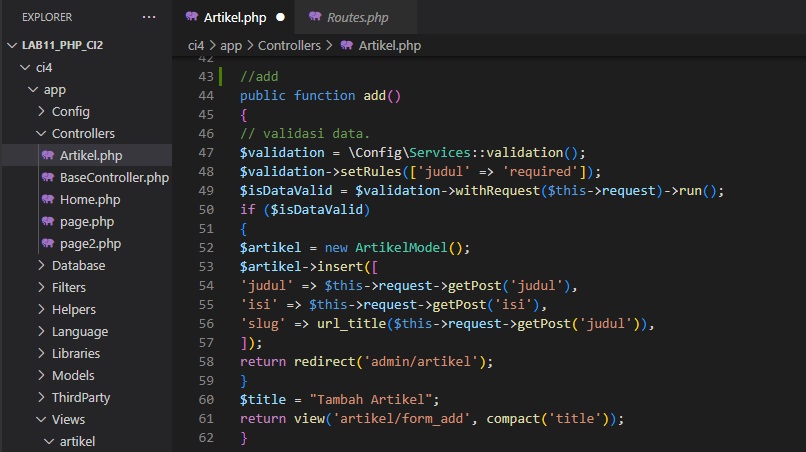 EXPLORER
...
LAB11_PHP_CI2
ci4
app
Config
Controllers
Artikel.php
BaseController.php
Home.php
page.php
page2.php
Database
Filters
Helpers
Language
Libraries
Models
ThirdParty
Views
artikel
Artikel.php ●
Routes.php
ci4 > app > Controllers > Artikel.php
42
43 //add
44 public function add()
45 {
46 // validasi data.
47 $validation = \Config\Services::validation();
48 $validation->setRules(['judul' => 'required']);
49 $isDataValid = $validation->withRequest($this->request)->run();
50 if ($isDataValid)
51 {
52 $artikel = new ArtikelModel();
53 $artikel->insert([
54 'judul' => $this->request->getPost('judul'),
55 'isi' => $this->request->getPost('isi'),
56 'slug' => url_title($this->request->getPost('judul')),
57 ]);
58 return redirect('admin/artikel');
59 }
60 $title = "Tambah Artikel";
61 return view('artikel/form_add', compact('title'));
62 }